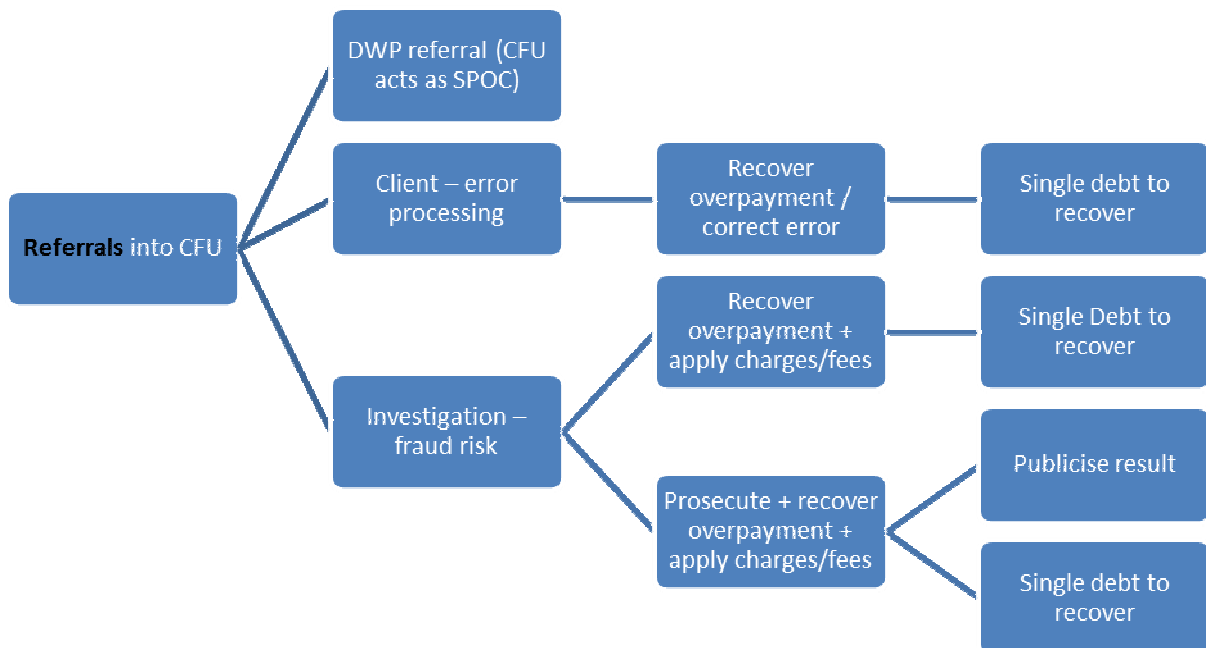 DWP referral (CFU
acts as SPOC)
Client – error
processing
Recover
overpayment /
correct error
Single debt to
recover
Referrals into CFU
Recover
overpayment +
apply charges/fees
Single Debt to
recover
Investigation –
fraud risk
Publicise result
Prosecute + recover
overpayment +
apply charges/fees
Single debt to
recover